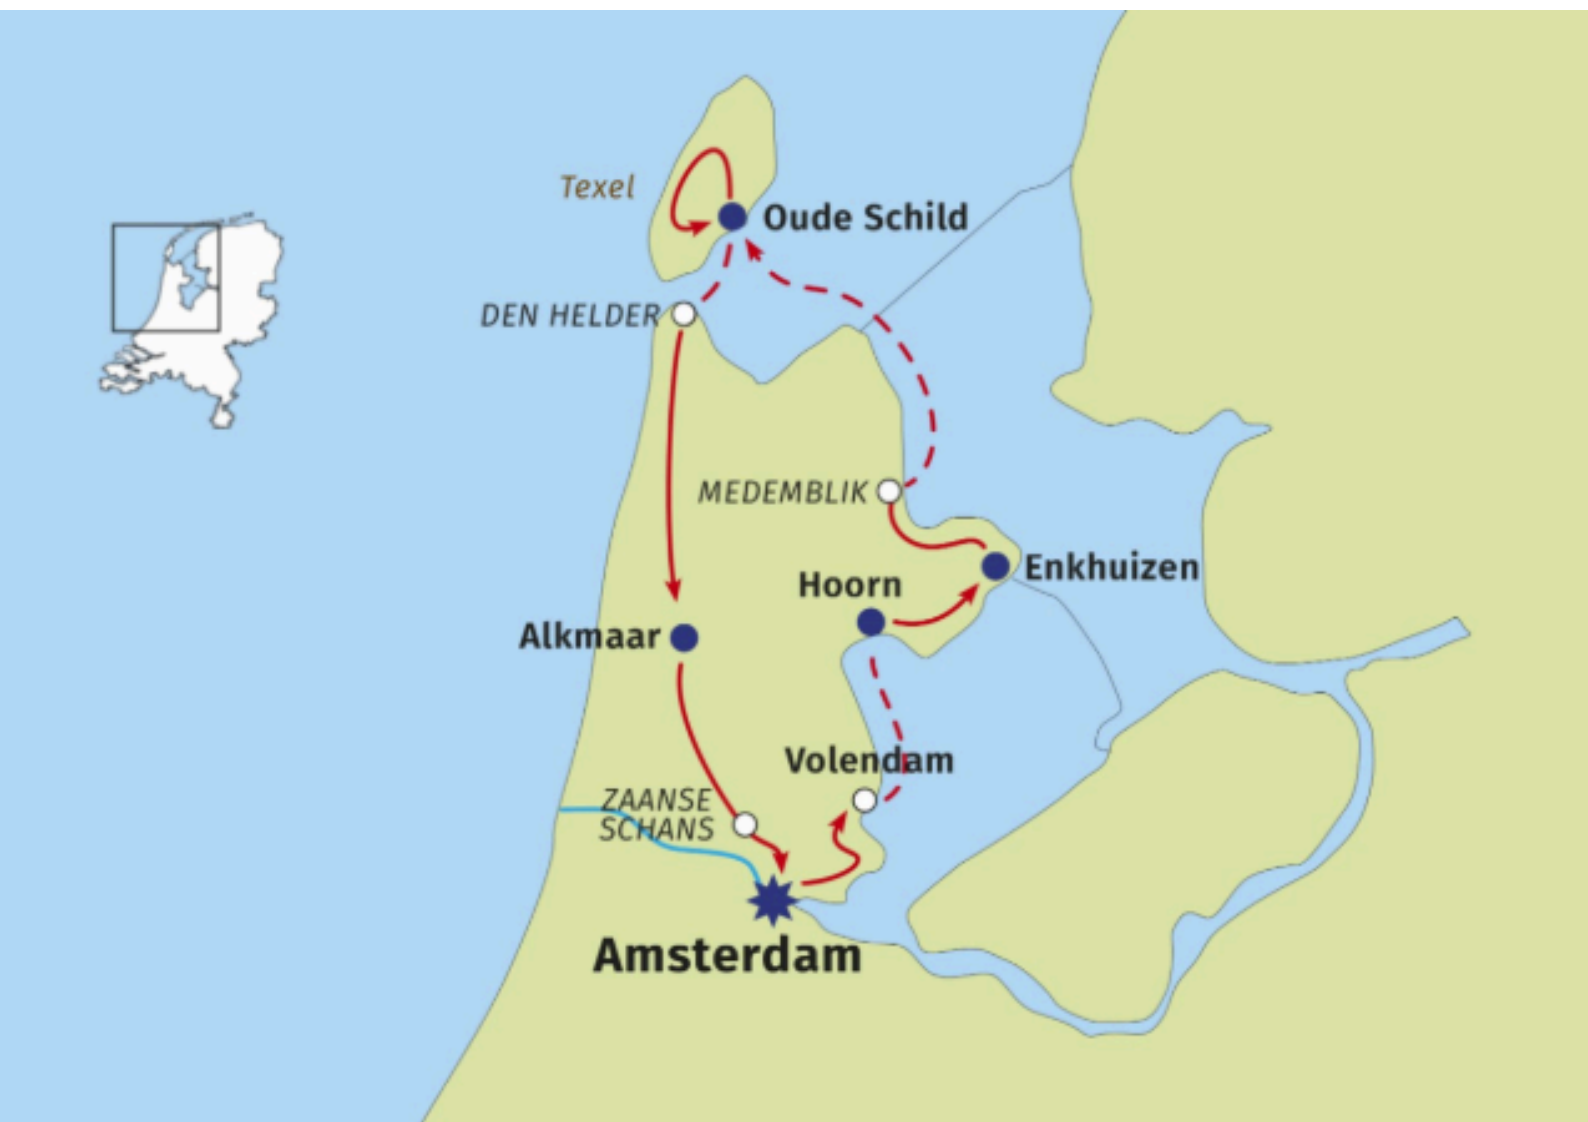 Texel
Oude Schild
DEN HELDER
MEDEMBLIK
Enkhuizen
Hoorn
Alkmaar
Volendam
ZAANSE
SCHANS
Amsterdam